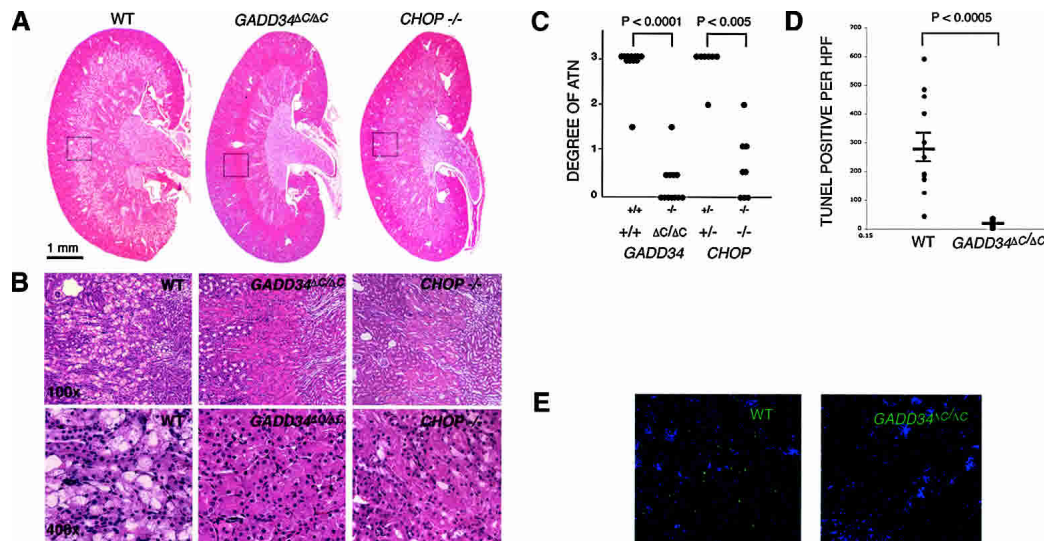 A
WT
GADD34ΔC/ΔC
CHOP -/-
1 mm
B
WT
GADD34ΔC/ΔC
CHOP -/-
100x
WT
GADD34ΔC/ΔC
CHOP -/-
400x
C
P < 0.0001 P < 0.005
DEGREE OF ATN
3
2
1
0
+/+ -/- +/- -/-
+/+ ΔC/ΔC +/- -/-
GADD34 CHOP
D
P < 0.0005
TUNEL POSITIVE PER HPF
700
600
500
400
300
200
100
0
0.15
WT GADD34ΔC/ΔC
E
WT
GADD34ΔC/ΔC